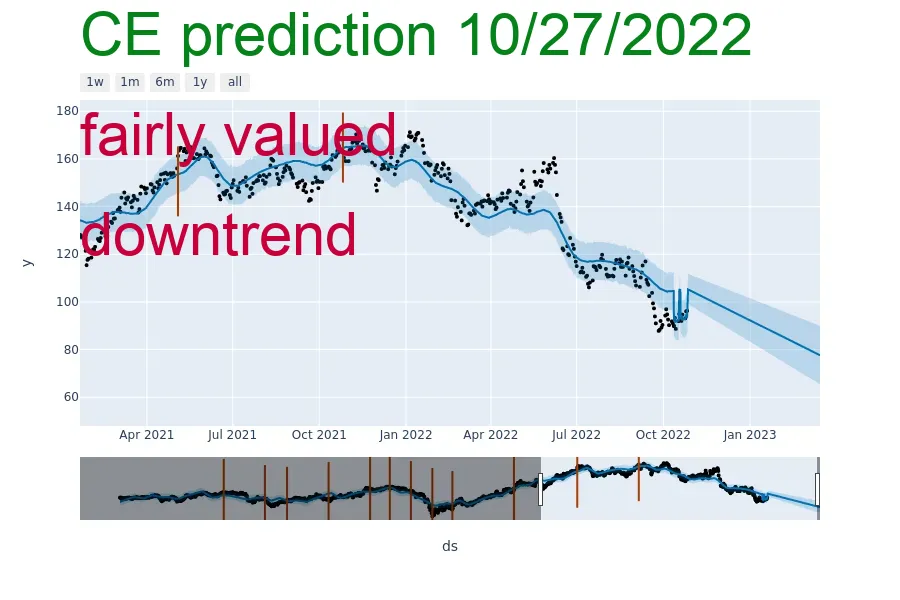 CE prediction 10/27/2022
1w 1m 6m 1y all
fairly valued
downtrend
180
160
140
120
100
80
60
y
Apr 2021 Jul 2021 Oct 2021 Jan 2022 Apr 2022 Jul 2022 Oct 2022 Jan 2023
ds